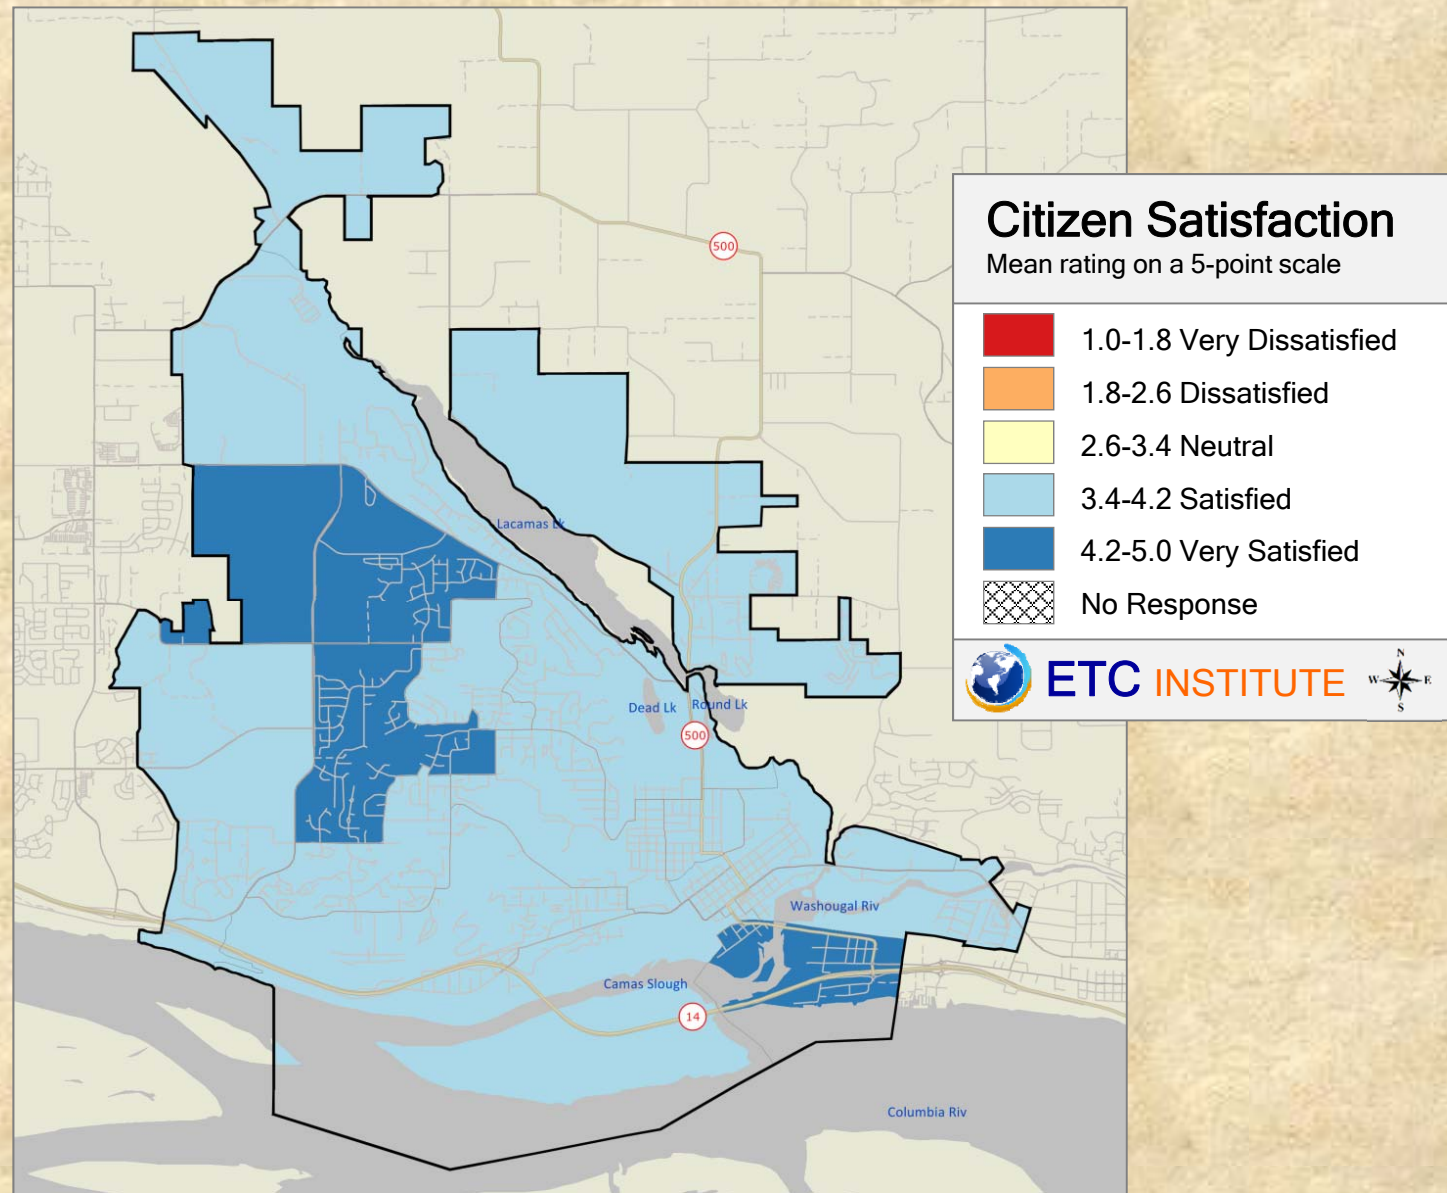 500
Citizen Satisfaction
Mean rating on a 5-point scale
1.0-1.8 Very Dissatisfied
1.8-2.6 Dissatisfied
2.6-3.4 Neutral
3.4-4.2 Satisfied
4.2-5.0 Very Satisfied
No Response
ETC INSTITUTE
N
W E
S
Lacamas Lk
Dead Lk
Round Lk
500
Washougal Riv
Camas Slough
14
Columbia Riv